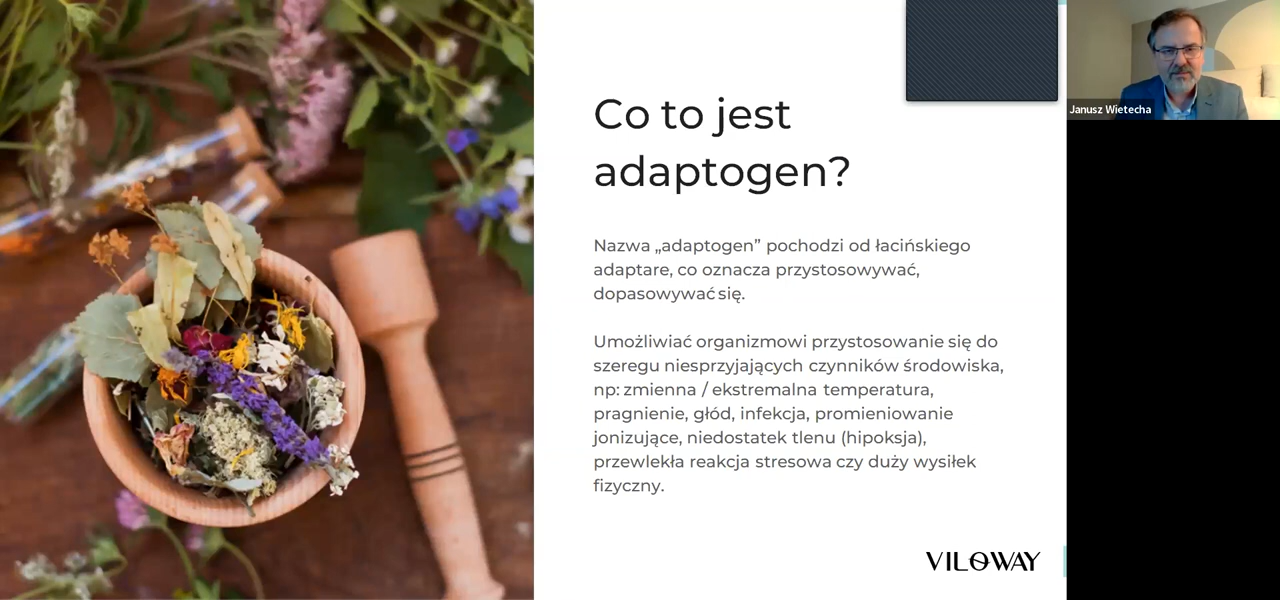 Co to jest
adaptogen?
Nazwa „adaptogen” pochodzi od łacińskiego
adaptare, co oznacza przystosowywać,
dopasowywać się.
Umożliwiać organizmowi przystosowanie się do
szeregu niesprzyjających czynników środowiska,
np: zmienna / ekstremalna temperatura,
pragnienie, głód, infekcja, promieniowanie
jonizujące, niedostatek tlenu (hipoksja),
przewlekła reakcja stresowa czy duży wysiłek
fizyczny.
VILOWAY
Janusz Wietecha